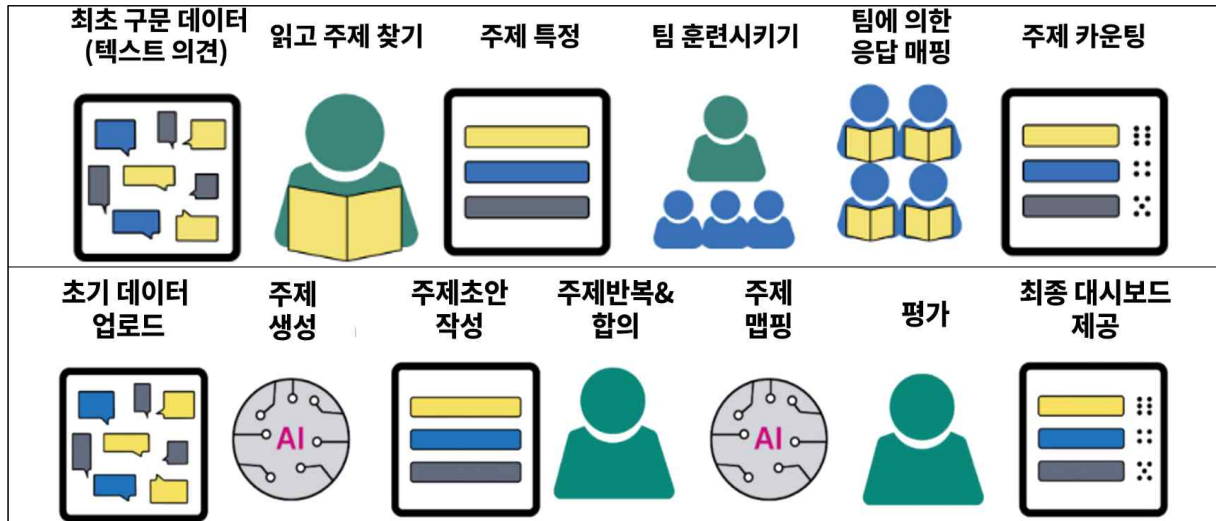 최초 구문 데이터
(텍스트 의견)
읽고 주제 찾기
주제 특정
팀 훈련시키기
팀에 의한
응답 매핑
주제 카운팅
초기 데이터
업로드
주제
생성
주제초안
작성
주제반복&
합의
주제
맵핑
평가
최종 대시보드
제공
AI
AI